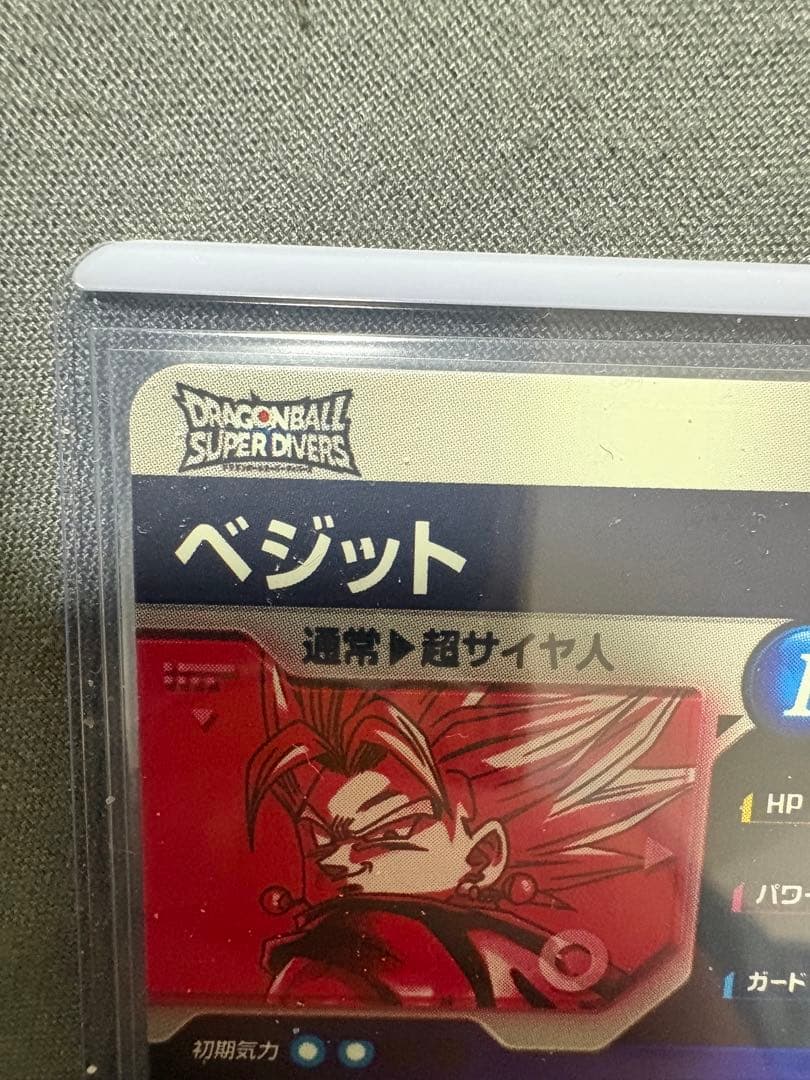 DRAGONBALL
SUPER DIVERS
ベジット
通常▶超サイヤ人
HP
パワー
ガード
初期気力